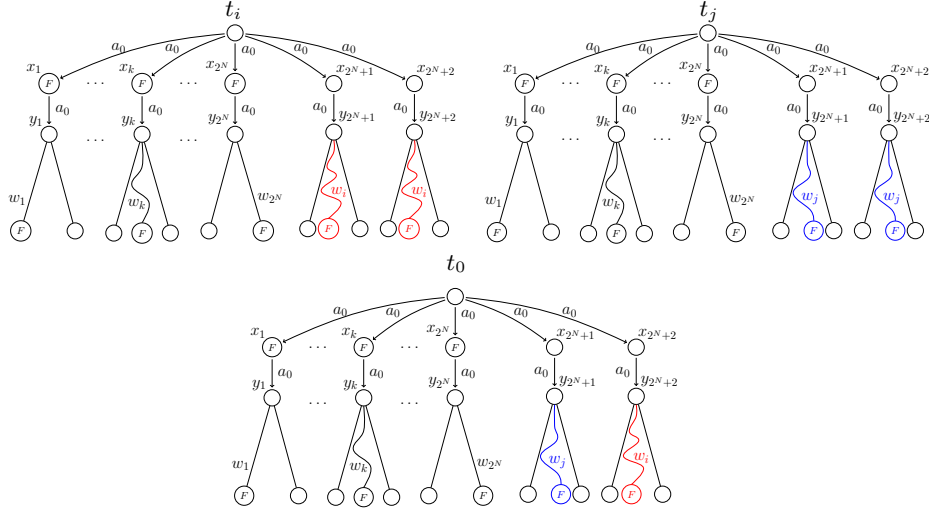 t_i t_j
a_0 a_0 a_0 a_0 a_0 a_0 a_0 a_0 a_0 a_0
x_1 x_k x_{2^N} x_{2^N+1} x_{2^N+2} x_1 x_k x_{2^N} x_{2^N+1} x_{2^N+2}
F ... F ... F F ... F ... F
a_0 a_0 a_0 a_0 a_0 a_0 a_0 a_0 a_0 a_0
y_1 y_k y_{2^N} y_{2^N+1} y_{2^N+2} y_1 y_k y_{2^N} y_{2^N+1} y_{2^N+2}
... ... ... ...
w_1 w_k w_{2^N} w_i w_i w_1 w_k w_{2^N} w_j w_j
F F F F F F F F F F
t_0
a_0 a_0 a_0 a_0 a_0
x_1 x_k x_{2^N} x_{2^N+1} x_{2^N+2}
F ... F ... F
a_0 a_0 a_0 a_0 a_0
y_1 y_k y_{2^N} y_{2^N+1} y_{2^N+2}
... ...
w_1 w_k w_{2^N} w_j w_i
F F F F F